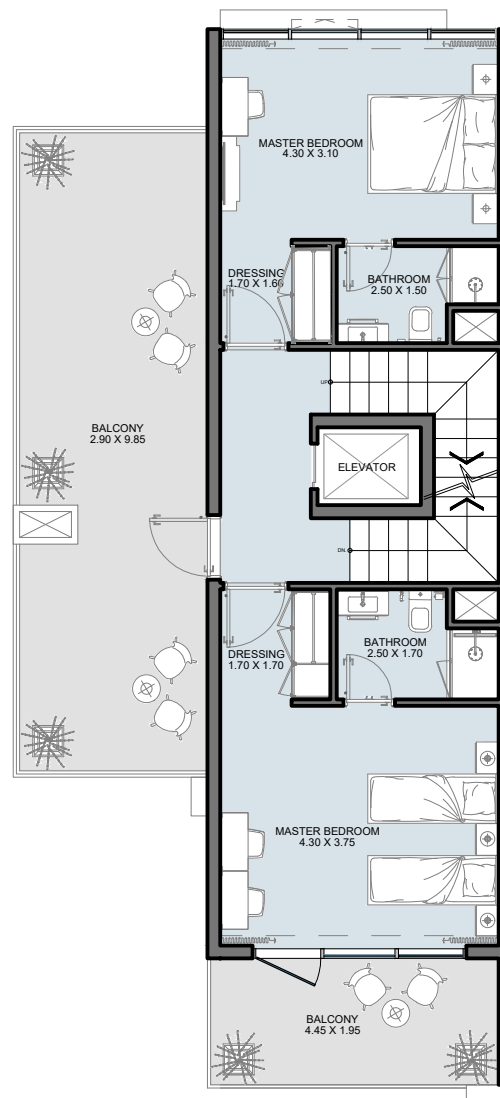 MASTER BEDROOM
4.30 X 3.10
DRESSING
1.70 X 1.60
BATHROOM
2.50 X 1.50
UP
BALCONY
2.90 X 9.85
ELEVATOR
DN.
DRESSING
1.70 X 1.70
BATHROOM
2.50 X 1.70
MASTER BEDROOM
4.30 X 3.75
BALCONY
4.45 X 1.95